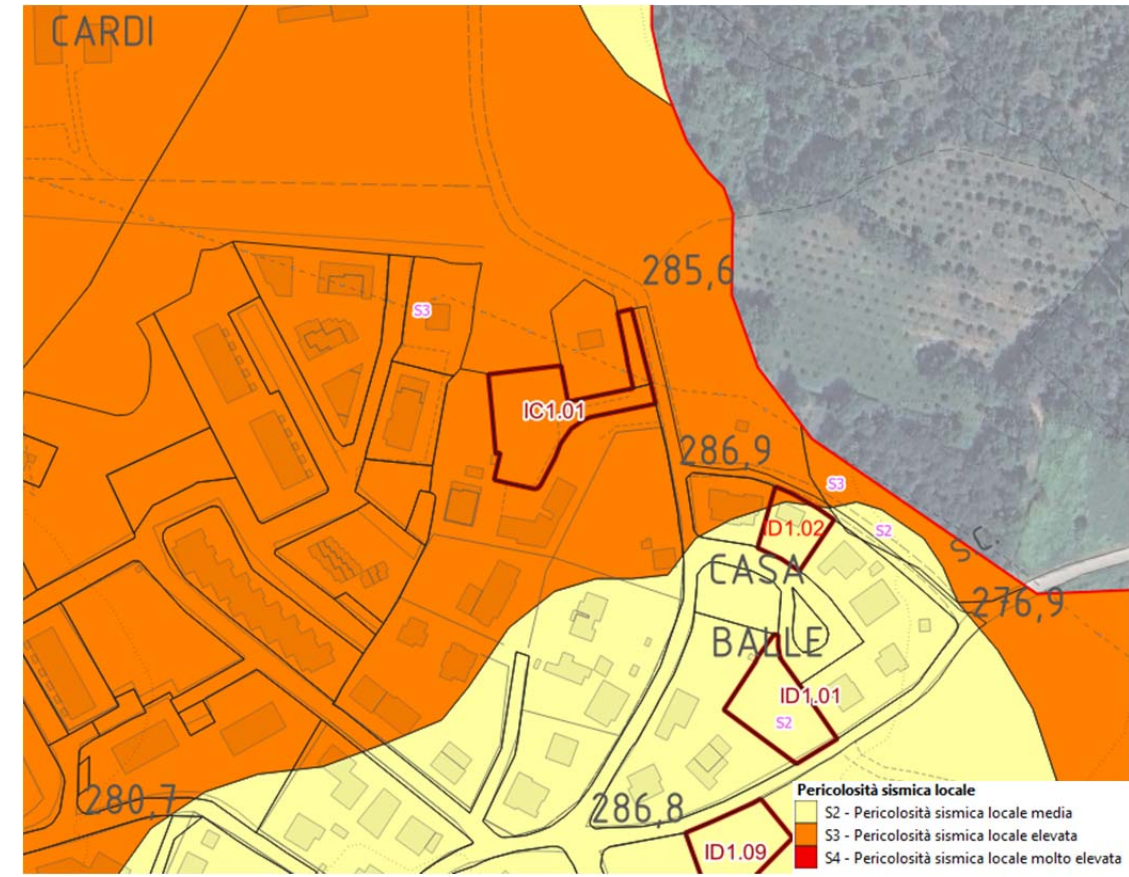 CARDI
285,6
S3
IC1.01
286,9
S3
ID1.02
S2
S.C.
CASA
276,9
BALLE
ID1.01
S2
280,7
286,8
ID1.09
Pericolosità sismica locale
S2 - Pericolosità sismica locale media
S3 - Pericolosità sismica locale elevata
S4 - Pericolosità sismica locale molto elevata